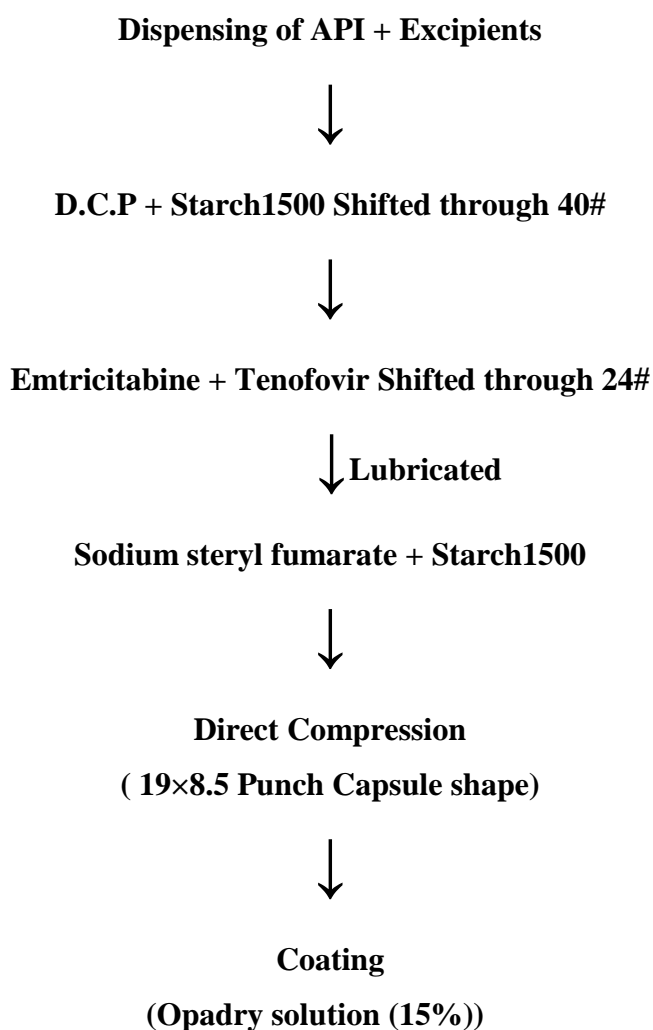 Dispensing of API + Excipients
D.C.P + Starch1500 Shifted through 40#
Emtricitabine + Tenofovir Shifted through 24#
Lubricated
Sodium steryl fumarate + Starch1500
Direct Compression
( 19×8.5 Punch Capsule shape)
Coating
(Opadry solution (15%))